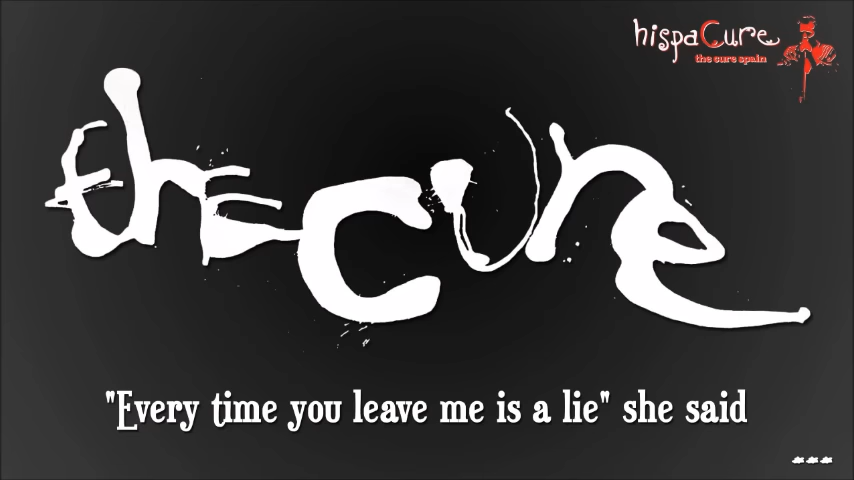 hispaCure
the cure spain
the cure
"Every time you leave me is a lie" she said
...